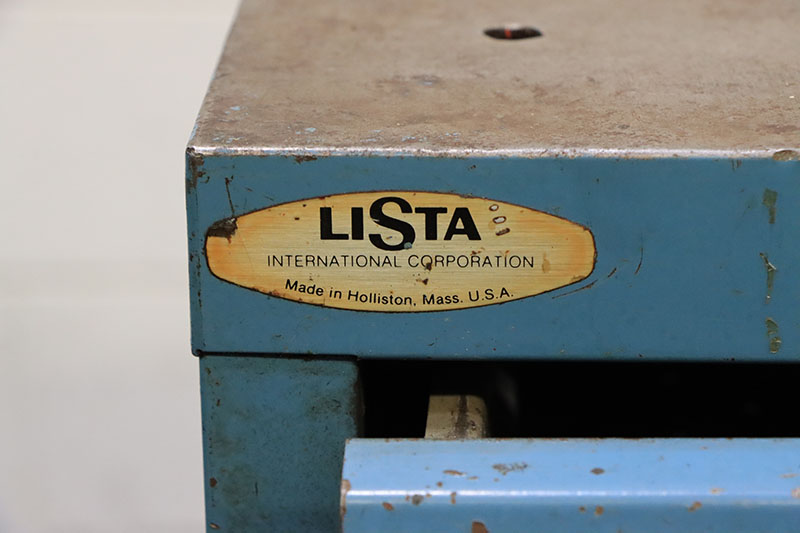 LiSTA
INTERNATIONAL CORPORATION
Made in Holliston, Mass. U.S.A.